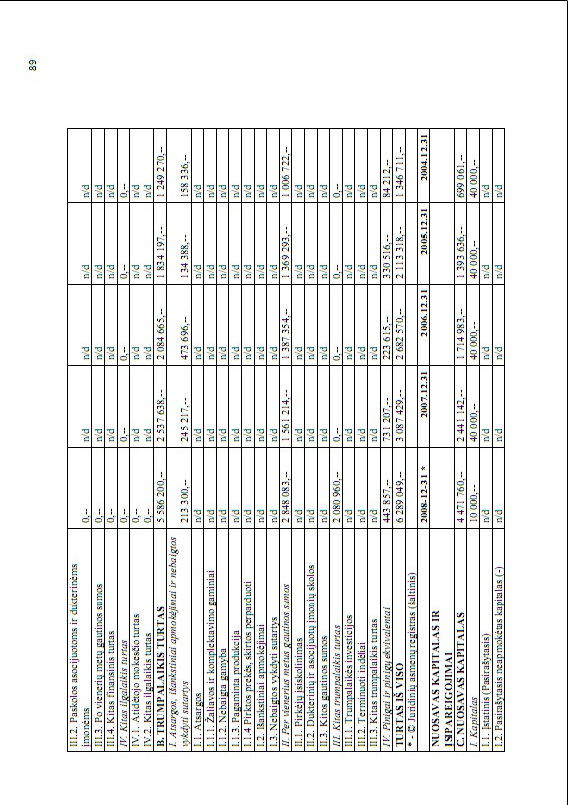 89
III.2. Paskolos asocijuotoms ir dukterinėms įmonėms 0,-- n/d n/d n/d n/d
III.3. Po vienerių metų gautinos sumos 0,-- n/d n/d n/d n/d
III.4. Kitas finansinis turtas 0,-- n/d n/d n/d n/d
IV. Kitas ilgalaikis turtas 0,-- 0,-- 0,-- 0,-- 0,--
IV.1. Atidėtojo mokesčio turtas 0,-- n/d n/d n/d n/d
IV.2. Kitas ilgalaikis turtas 0,-- n/d n/d n/d n/d
B. TRUMPALAIKIS TURTAS 5 586 200,-- 2 537 638,-- 2 084 665,-- 1 834 197,-- 1 249 270,--
I. Atsargos, išankstiniai apmokėjimai ir nebaigtos vykdyti sutartys 213 300,-- 245 217,-- 473 696,-- 134 388,-- 158 336,--
I.1. Atsargos n/d n/d n/d n/d n/d
I.1.1. Žaliavos ir komplektavimo gaminiai n/d n/d n/d n/d n/d
I.1.2. Nebaigta gamyba n/d n/d n/d n/d n/d
I.1.3. Pagaminta produkcija n/d n/d n/d n/d n/d
I.1.4 Pirktos prekės, skirtos perparduoti n/d n/d n/d n/d n/d
I.2. Išankstiniai apmokėjimai n/d n/d n/d n/d n/d
I.3. Nebaigtos vykdyti sutartys n/d n/d n/d n/d n/d
II. Per vienerius metus gautinos sumos 2 848 083,-- 1 561 214,-- 1 387 354,-- 1 369 293,-- 1 006 722,--
II.1. Pirkėjų įsiskolinimas n/d n/d n/d n/d n/d
II.2. Dukterinių ir asocijuotų įmonių skolos n/d n/d n/d n/d n/d
II.3. Kitos gautinos sumos n/d n/d n/d n/d n/d
III. Kitas trumpalaikis turtas 2 080 960,-- 0,-- 0,-- 0,-- 0,--
III.1. Trumpalaikės investicijos n/d n/d n/d n/d n/d
III.2. Terminuoti indėliai n/d n/d n/d n/d n/d
III.3. Kitas trumpalaikis turtas n/d n/d n/d n/d n/d
IV. Pinigai ir pinigų ekvivalentai 443 857,-- 731 207,-- 223 615,-- 330 516,-- 84 212,--
TURTAS IŠ VISO 6 289 049,-- 3 087 429,-- 2 682 570,-- 2 113 318,-- 1 346 711,--
* - © Juridinių asmenų registras (šaltinis)
NUOSAVAS KAPITALAS IR ĮSIPAREIGOJIMAI 2008-12-31 * 2007.12.31 2006.12.31 2005.12.31 2004.12.31
C. NUOSAVAS KAPITALAS 4 471 760,-- 2 441 142,-- 1 714 983,-- 1 393 636,-- 699 061,--
I. Kapitalas 10 000,-- 40 000,-- 40 000,-- 40 000,-- 40 000,--
I.1. Įstatinis (Pasirašytasis) n/d n/d n/d n/d n/d
I.2. Pasirašytasis neapmokėtas kapitalas (-) n/d n/d n/d n/d n/d